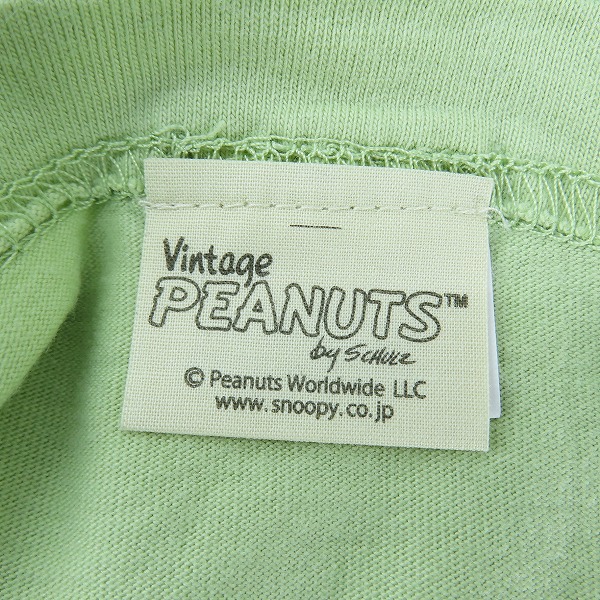 Vintage
PEANUTS™
by SCHULZ
© Peanuts Worldwide LLC
www.snoopy.co.jp